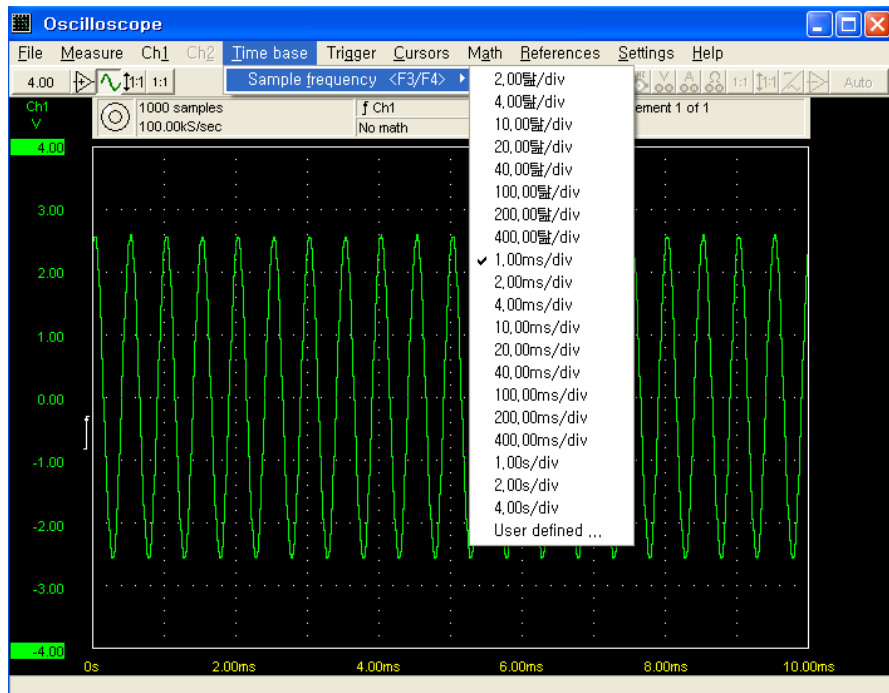 Oscilloscope
File Measure Ch1 Ch2 Time base Trigger Cursors Math References Settings Help
4.00 1:1 1:1 Sample frequency <F3/F4> 1:1 1:1 Auto
Ch1
V
1000 samples
100.00kS/sec
ƒ Ch1
No math
ement 1 of 1
2,00탎/div
4,00탎/div
10,00탎/div
20,00탎/div
40,00탎/div
100,00탎/div
200,00탎/div
400,00탎/div
1,00ms/div
2,00ms/div
4,00ms/div
10,00ms/div
20,00ms/div
40,00ms/div
100,00ms/div
200,00ms/div
400,00ms/div
1,00s/div
2,00s/div
4,00s/div
User defined ...
4.00
3.00
2.00
1.00
0.00
-1.00
-2.00
-3.00
-4.00
0s 2.00ms 4.00ms 6.00ms 8.00ms 10.00ms